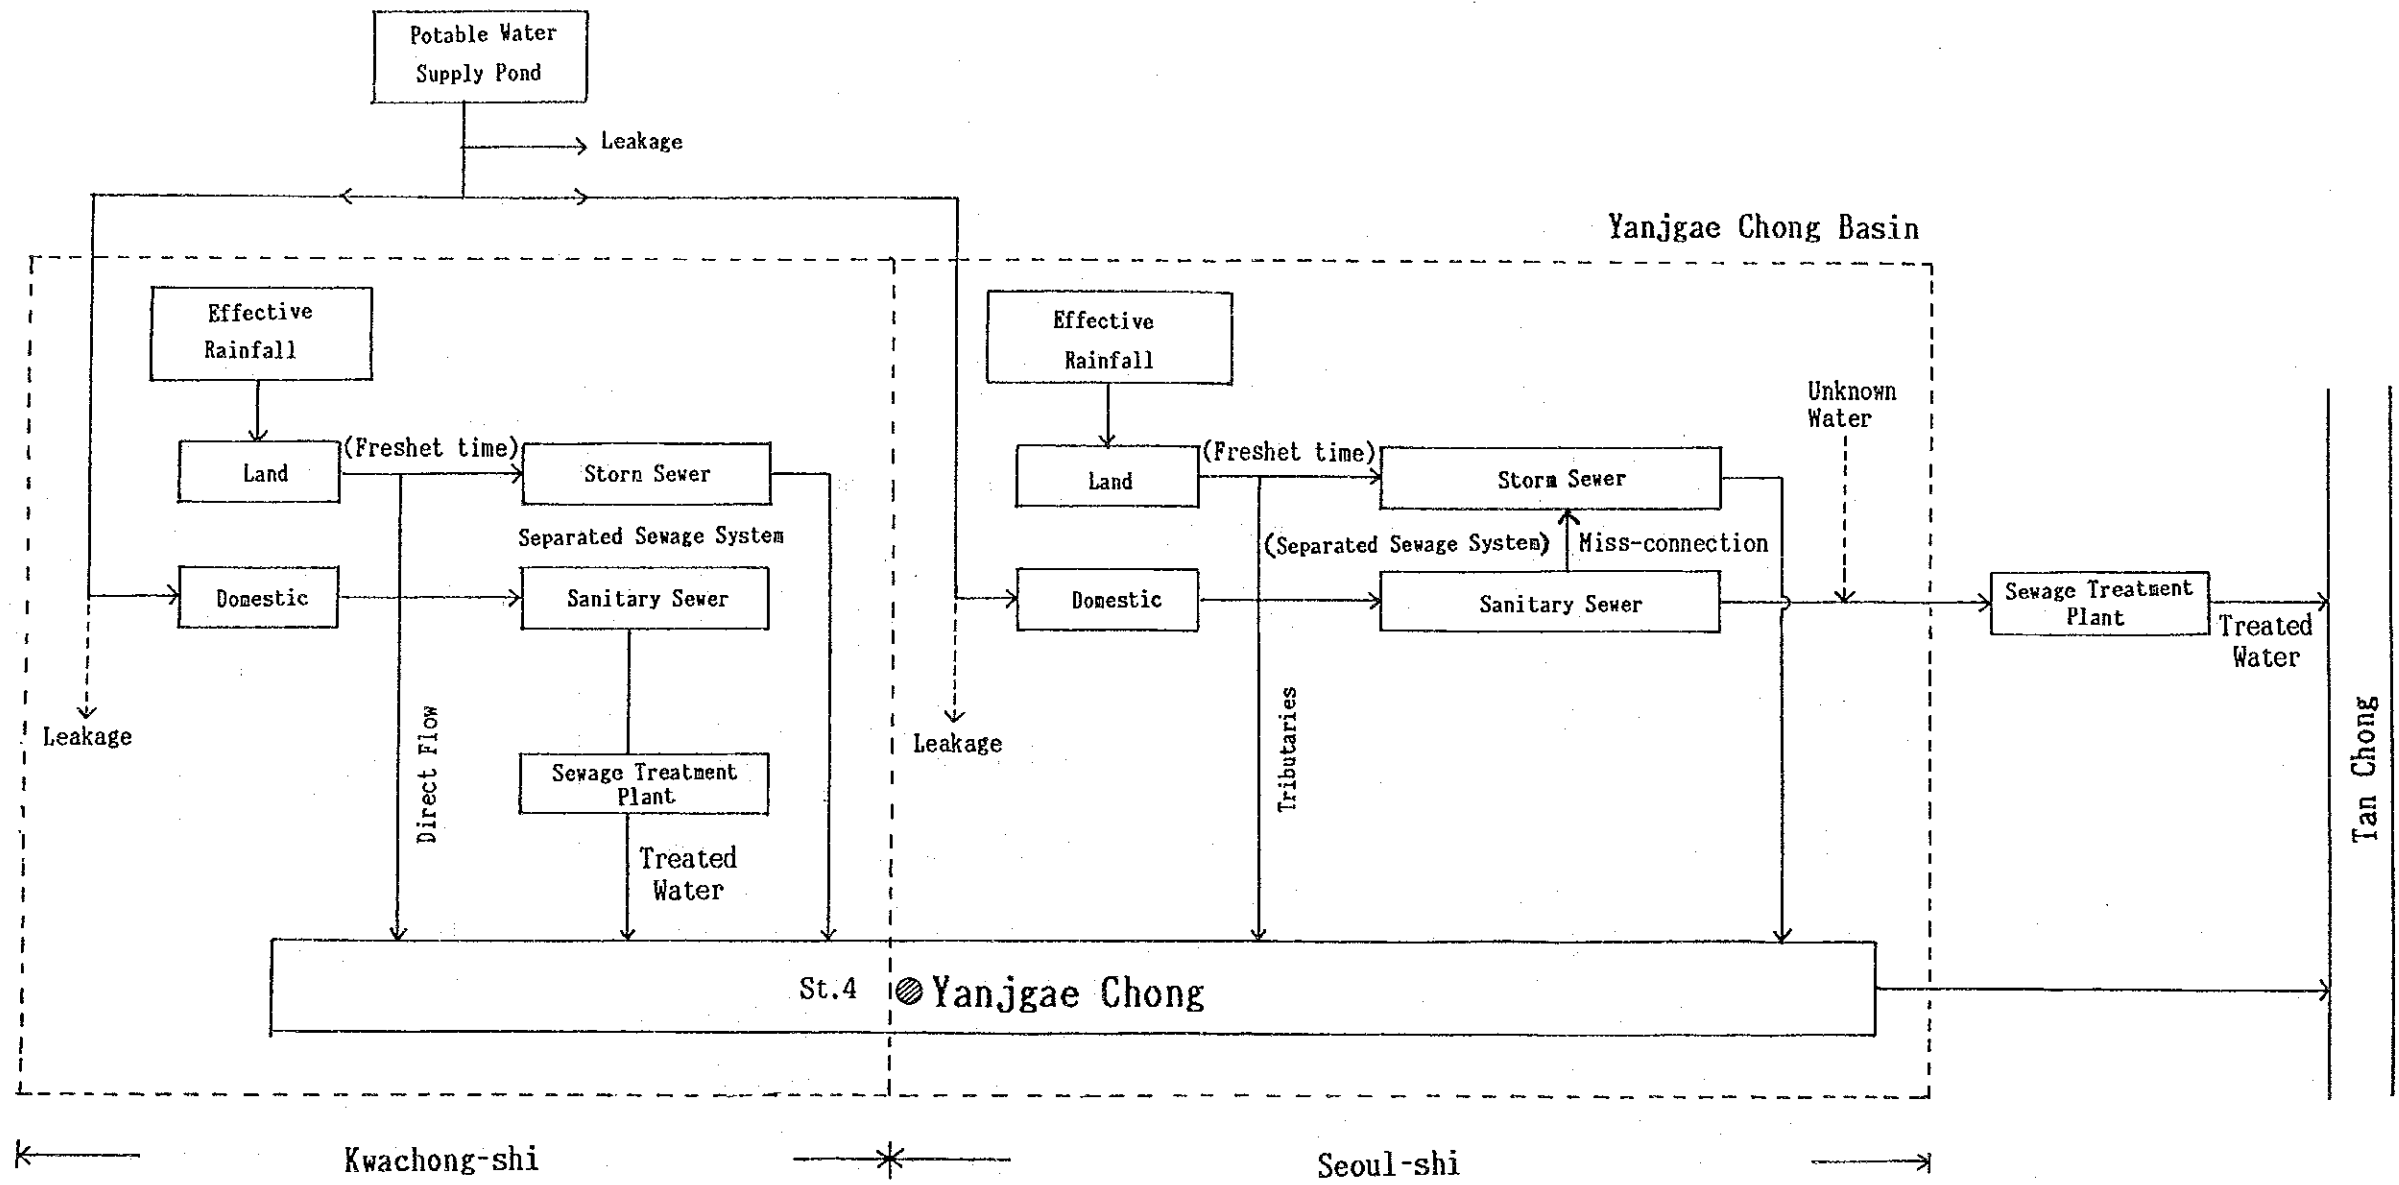 Potable Water
Supply Pond
Leakage
Yanjgae Chong Basin
Effective
Rainfall
Effective
Rainfall
Unknown
Water
Land
(Freshet time)
Storn Sewer
Land
(Freshet time)
Storm Sewer
Separated Sewage System
(Separated Sewage System)
Miss-connection
Domestic
Sanitary Sewer
Domestic
Sanitary Sewer
Sewage Treatment
Plant
Treated
Water
Leakage
Direct Flow
Sewage Treatment
Plant
Treated
Water
Leakage
Tributaries
Tan Chong
St.4
Yanjgae Chong
Kwachong-shi
Seoul-shi